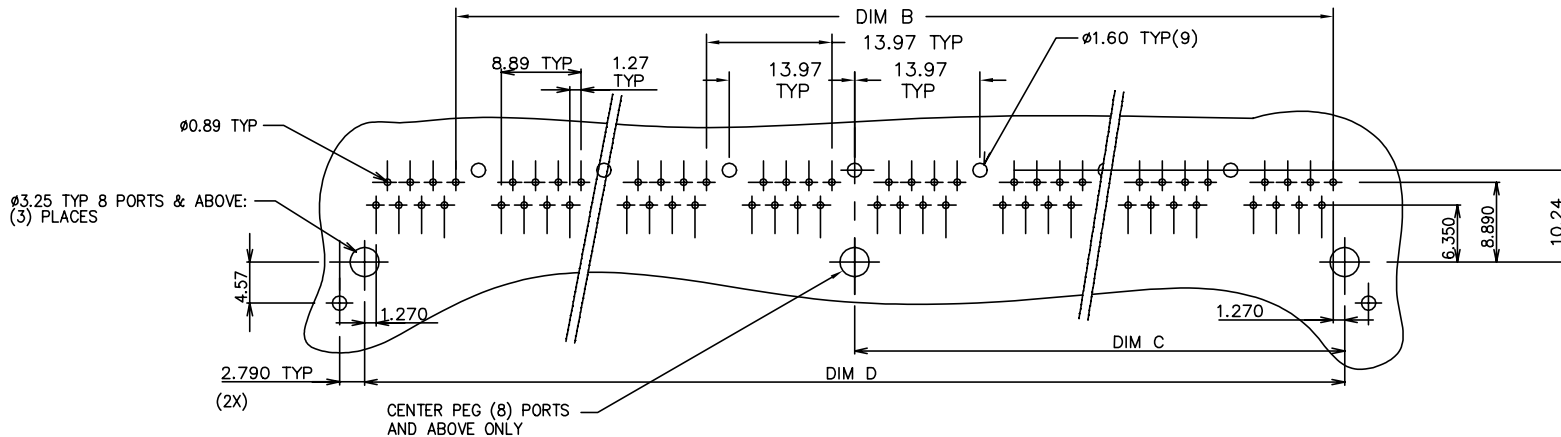 DIM B
13.97 TYP
ø1.60 TYP(9)
8.89 TYP
1.27
TYP
13.97
TYP
13.97
TYP
ø0.89 TYP
ø3.25 TYP 8 PORTS & ABOVE:
(3) PLACES
6.350
8.890
10.24
4.57
1.270
1.270
DIM C
2.790 TYP
(2X)
DIM D
CENTER PEG (8) PORTS
AND ABOVE ONLY